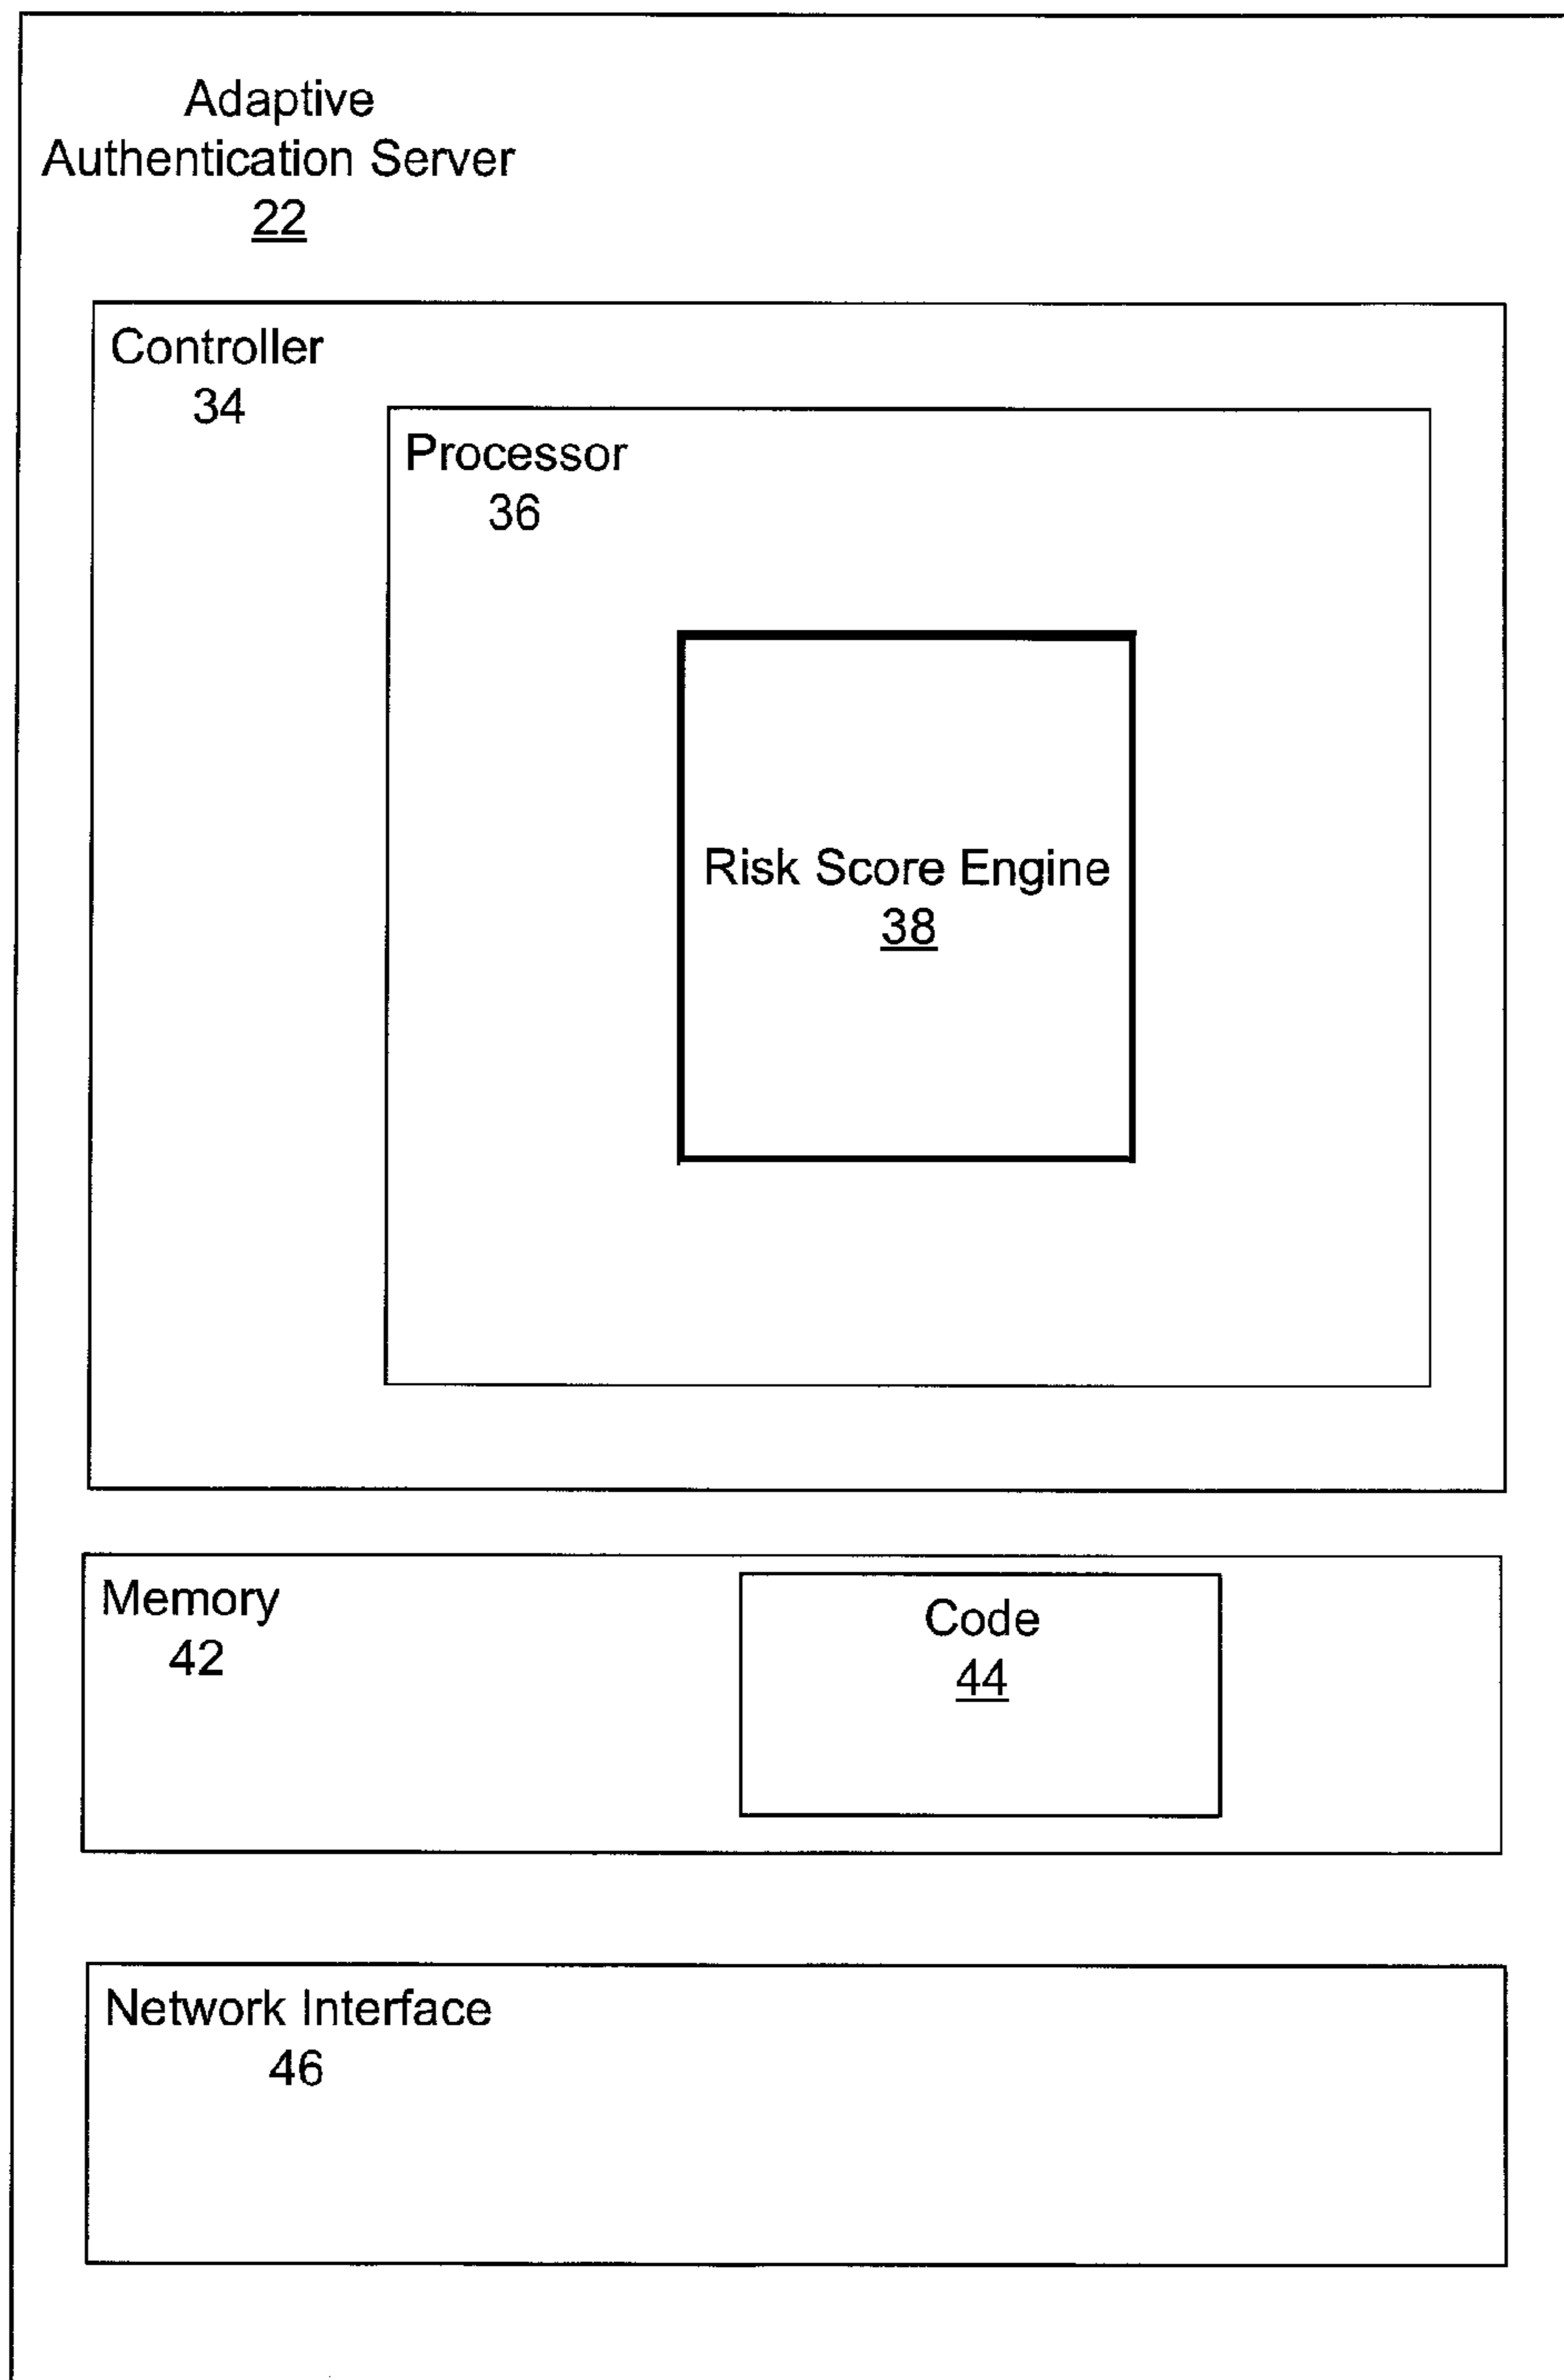 Adaptive
Authentication Server
22
Controller
34
Processor
36
Risk Score Engine
38
Memory
42
Code
44
Network Interface
46